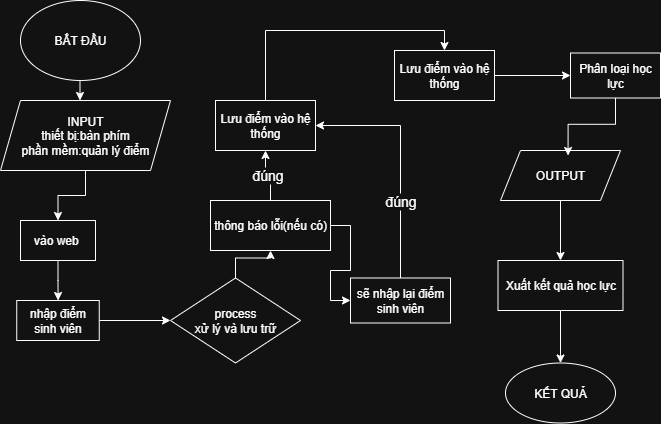 BẮT ĐẦU
INPUT
thiết bị:bàn phím
phần mềm:quản lý điểm
vào web
nhập điểm
sinh viên
process
xử lý và lưu trữ
thông báo lỗi(nếu có)
đúng
Lưu điểm vào hệ
thống
sẽ nhập lại điểm
sinh viên
đúng
Lưu điểm vào hệ
thống
Phân loại học
lực
OUTPUT
Xuất kết quả học lực
KẾT QUẢ